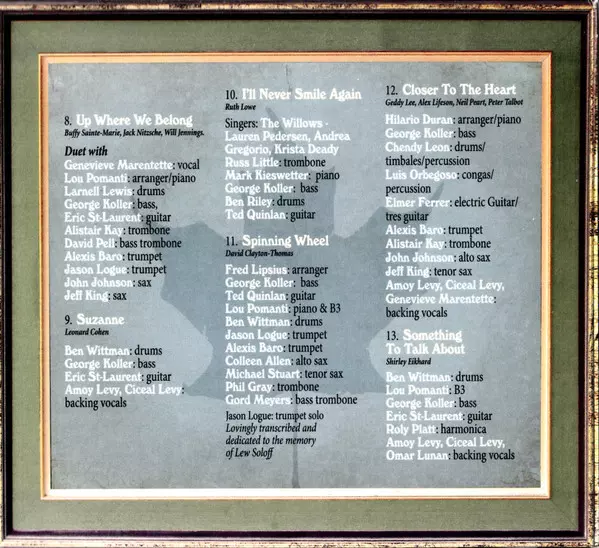 8. Up Where We Belong
Buffy Sainte-Marie, Jack Nitzsche, Will Jennings.
Duet with
Genevieve Marentette: vocal
Lou Pomanti: arranger/piano
Larnell Lewis: drums
George Koller: bass,
Eric St-Laurent: guitar
Alistair Kay: trombone
David Pell: bass trombone
Alexis Baro: trumpet
Jason Logue: trumpet
John Johnson: sax
Jeff King: sax
9. Suzanne
Leonard Cohen
Ben Wittman: drums
George Koller: bass
Eric St-Laurent: guitar
Amoy Levy, Ciceal Levy:
backing vocals
10. I'll Never Smile Again
Ruth Lowe
Singers: The Willows -
Lauren Pedersen, Andrea
Gregorio, Krista Deady
Russ Little: trombone
Mark Kieswetter: piano
George Koller: bass
Ben Riley: drums
Ted Quinlan: guitar
11. Spinning Wheel
David Clayton-Thomas
Fred Lipsius: arranger
George Koller: bass
Ted Quinlan: guitar
Lou Pomanti: piano & B3
Ben Wittman: drums
Jason Logue: trumpet
Alexis Baro: trumpet
Colleen Allen: alto sax
Michael Stuart: tenor sax
Phil Gray: trombone
Gord Meyers: bass trombone
Jason Logue: trumpet solo
Lovingly transcribed and
dedicated to the memory
of Lew Soloff
12. Closer To The Heart
Geddy Lee, Alex Lifeson, Neil Peart, Peter Talbot
Hilario Duran: arranger/piano
George Koller: bass
Chendy Leon: drums/
timbales/percussion
Luis Orbegoso: congas/
percussion
Elmer Ferrer: electric Guitar/
tres guitar
Alexis Baro: trumpet
Alistair Kay: trombone
John Johnson: alto sax
Jeff King: tenor sax
Amoy Levy, Ciceal Levy,
Genevieve Marentette:
backing vocals
13. Something
To Talk About
Shirley Eikhard
Ben Wittman: drums
Lou Pomanti: B3
George Koller: bass
Eric St-Laurent: guitar
Roly Platt: harmonica
Amoy Levy, Ciceal Levy,
Omar Lunan: backing vocals